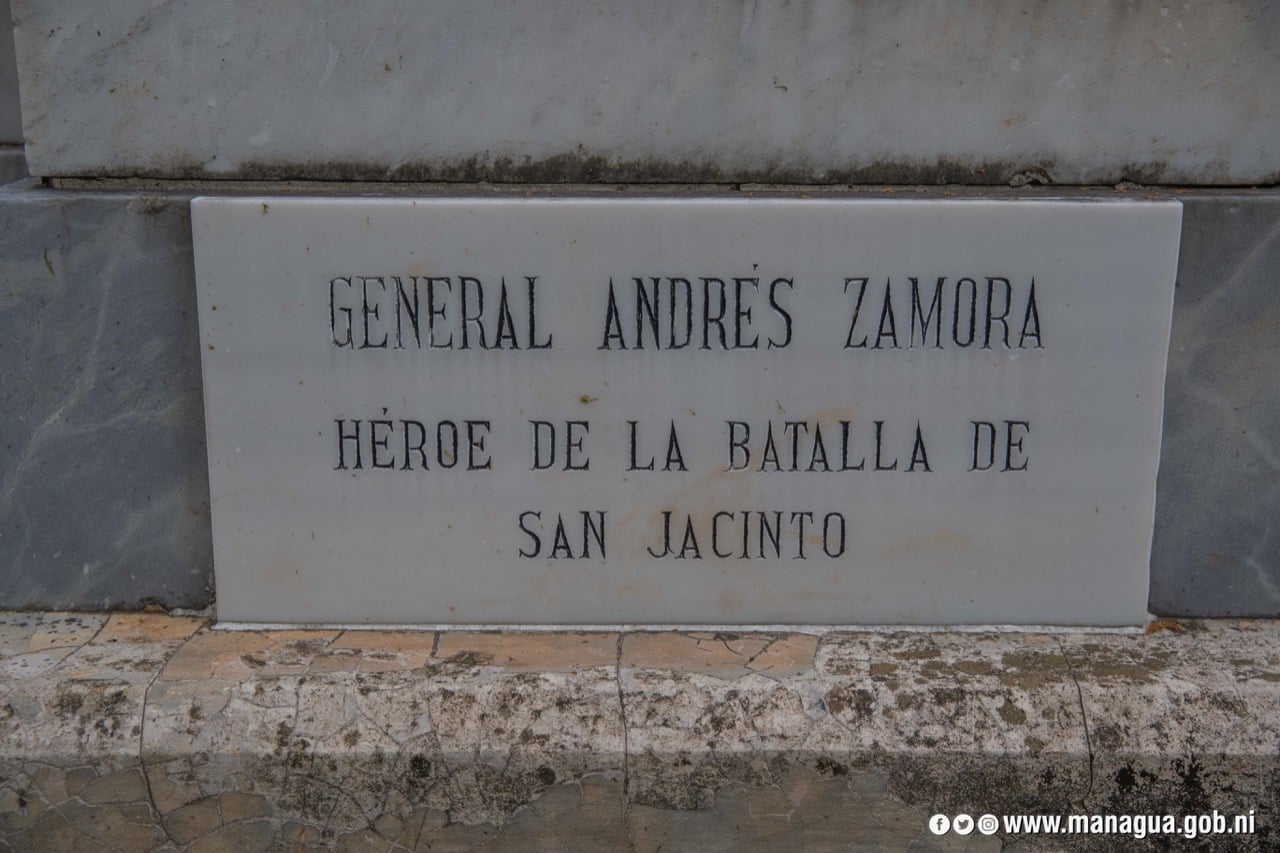 GENERAL ANDRÉS ZAMORA
HÉROE DE LA BATALLA DE
SAN JACINTO
www.managua.gob.ni